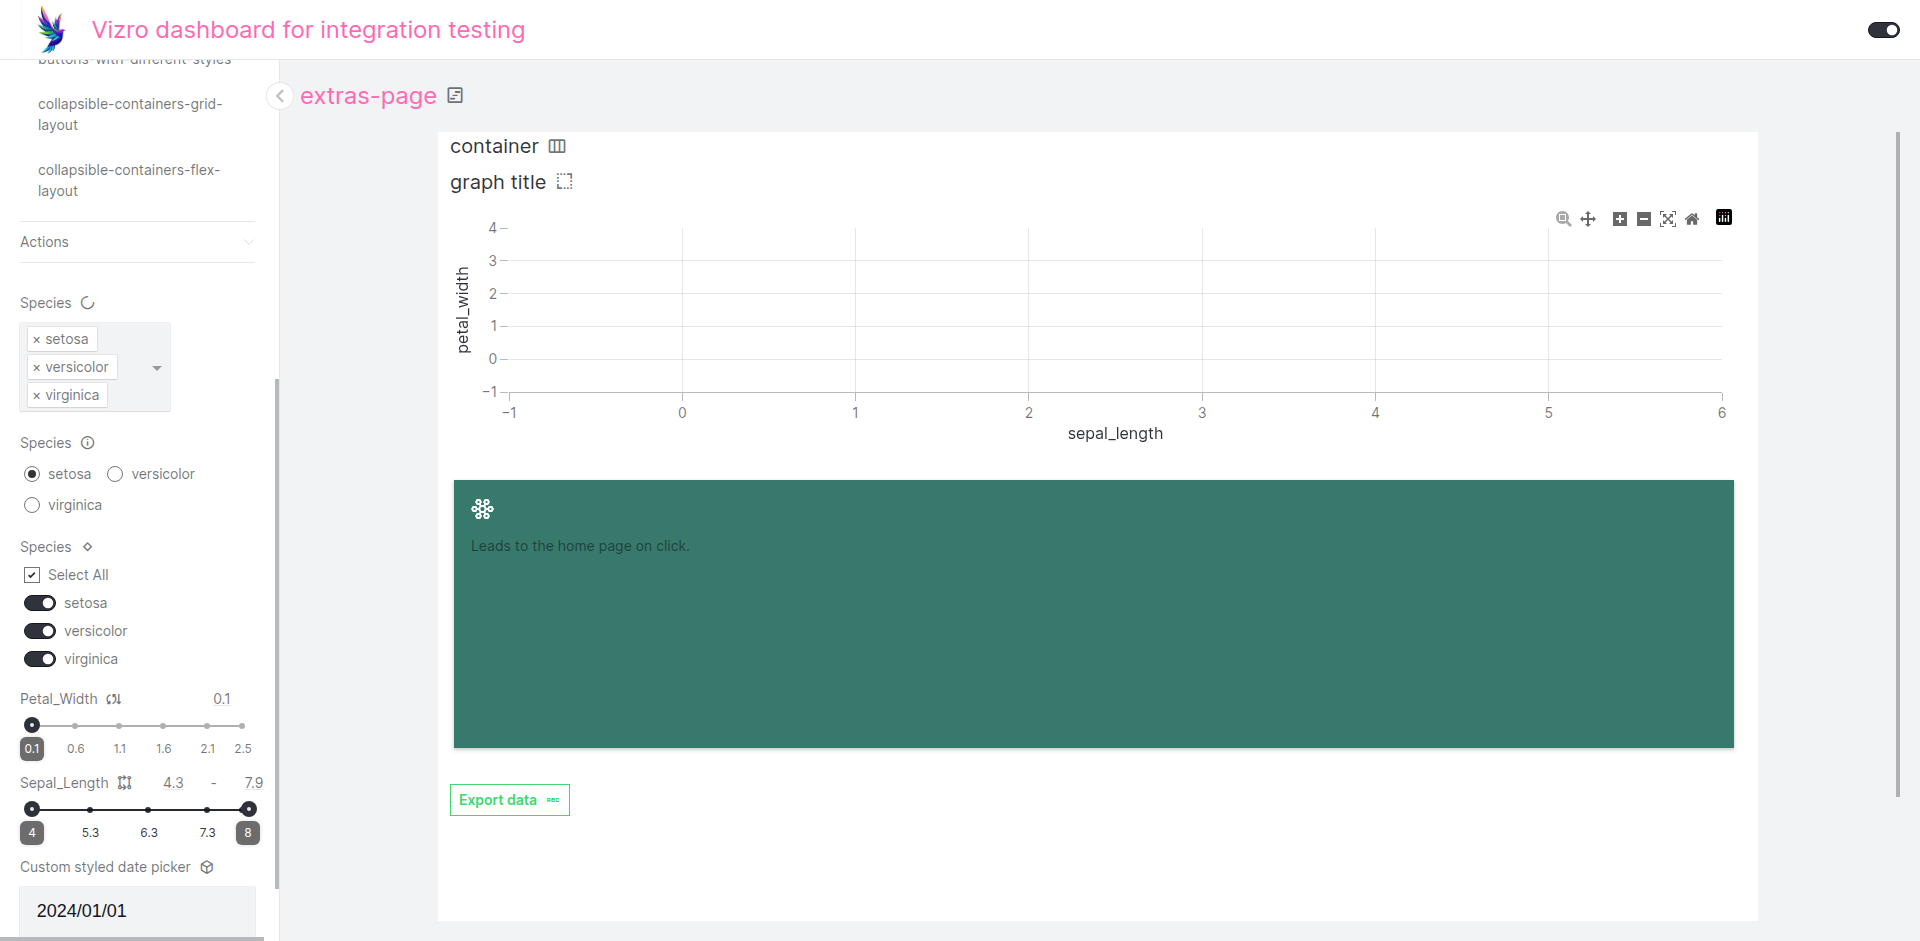 Vizro dashboard for integration testing
buttons-with-different-styles
collapsible-containers-grid-
layout
collapsible-containers-flex-
layout
Actions
Species
× setosa
× versicolor
× virginica
Species
setosa versicolor
virginica
Species
Select All
setosa
versicolor
virginica
Petal_Width 0.1
0.1 0.6 1.1 1.6 2.1 2.5
Sepal_Length 4.3 - 7.9
4 5.3 6.3 7.3 8
Custom styled date picker
2024/01/01
extras-page
container
graph title
4
3
2
1
0
−1
petal_width
−1 0 1 2 3 4 5 6
sepal_length
Leads to the home page on click.
Export data ABC